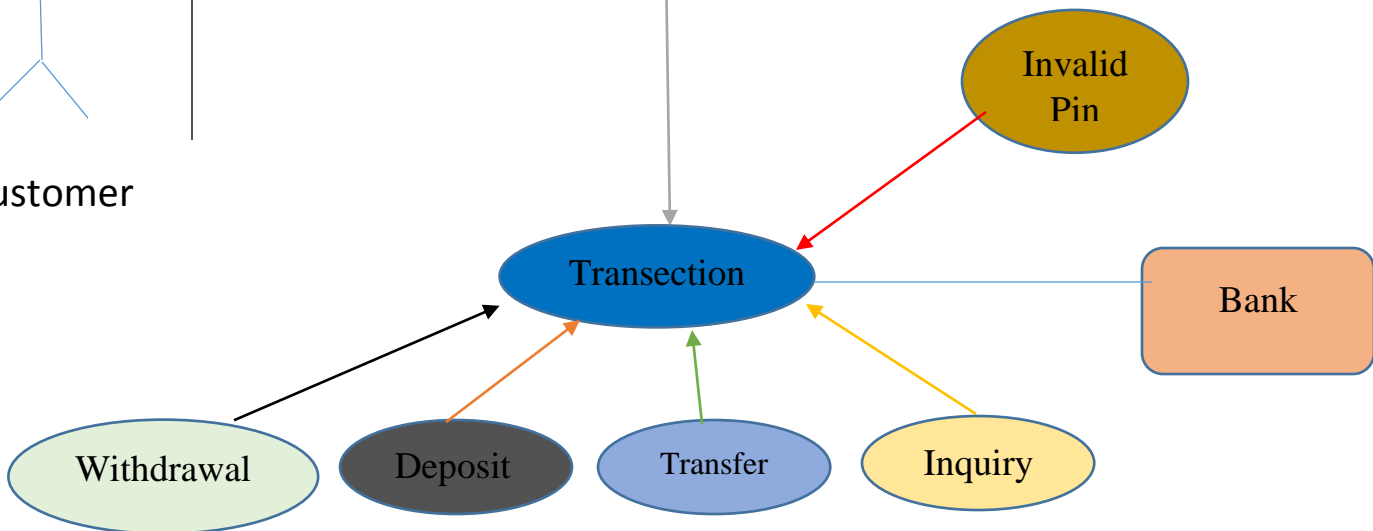 Invalid
Pin
ustomer
Transection
Bank
Withdrawal
Deposit
Transfer
Inquiry